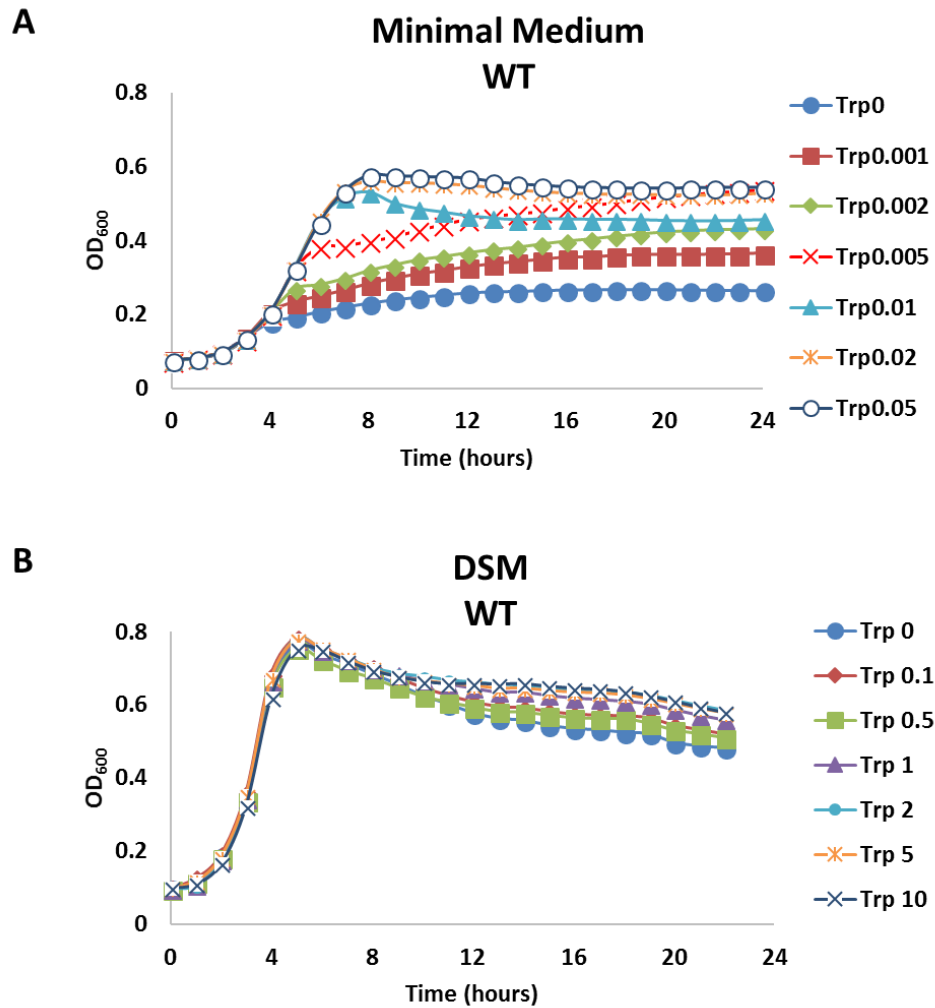 A
Minimal Medium
WT
0.8
0.6
0.4
0.2
0
OD600
0 4 8 12 16 20 24
Time (hours)
Trp0
Trp0.001
Trp0.002
Trp0.005
Trp0.01
Trp0.02
Trp0.05
B
DSM
WT
0.8
0.6
0.4
0.2
0
OD600
0 4 8 12 16 20 24
Time (hours)
Trp 0
Trp 0.1
Trp 0.5
Trp 1
Trp 2
Trp 5
Trp 10